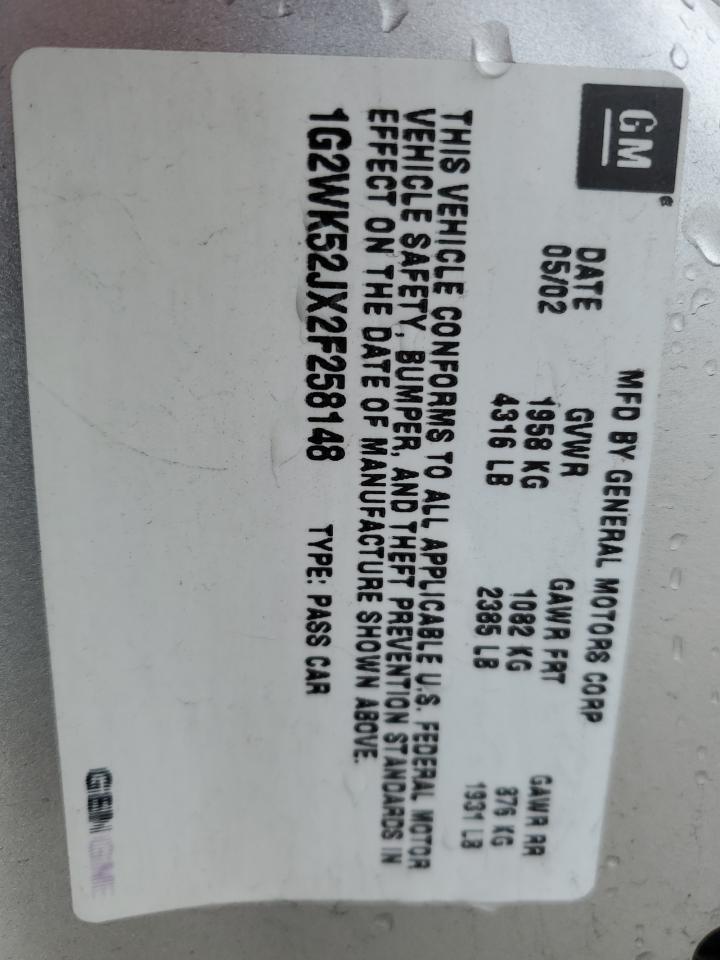 GM
MFD BY GENERAL MOTORS CORP
DATE GVWR GAWR FRT GAWR RR
05/02 1958 KG 1082 KG 876 KG
4316 LB 2385 LB 1931 LB
THIS VEHICLE CONFORMS TO ALL APPLICABLE U.S. FEDERAL MOTOR
VEHICLE SAFETY, BUMPER, AND THEFT PREVENTION STANDARDS IN
EFFECT ON THE DATE OF MANUFACTURE SHOWN ABOVE.
1G2WK52JX2F258148 TYPE: PASS CAR